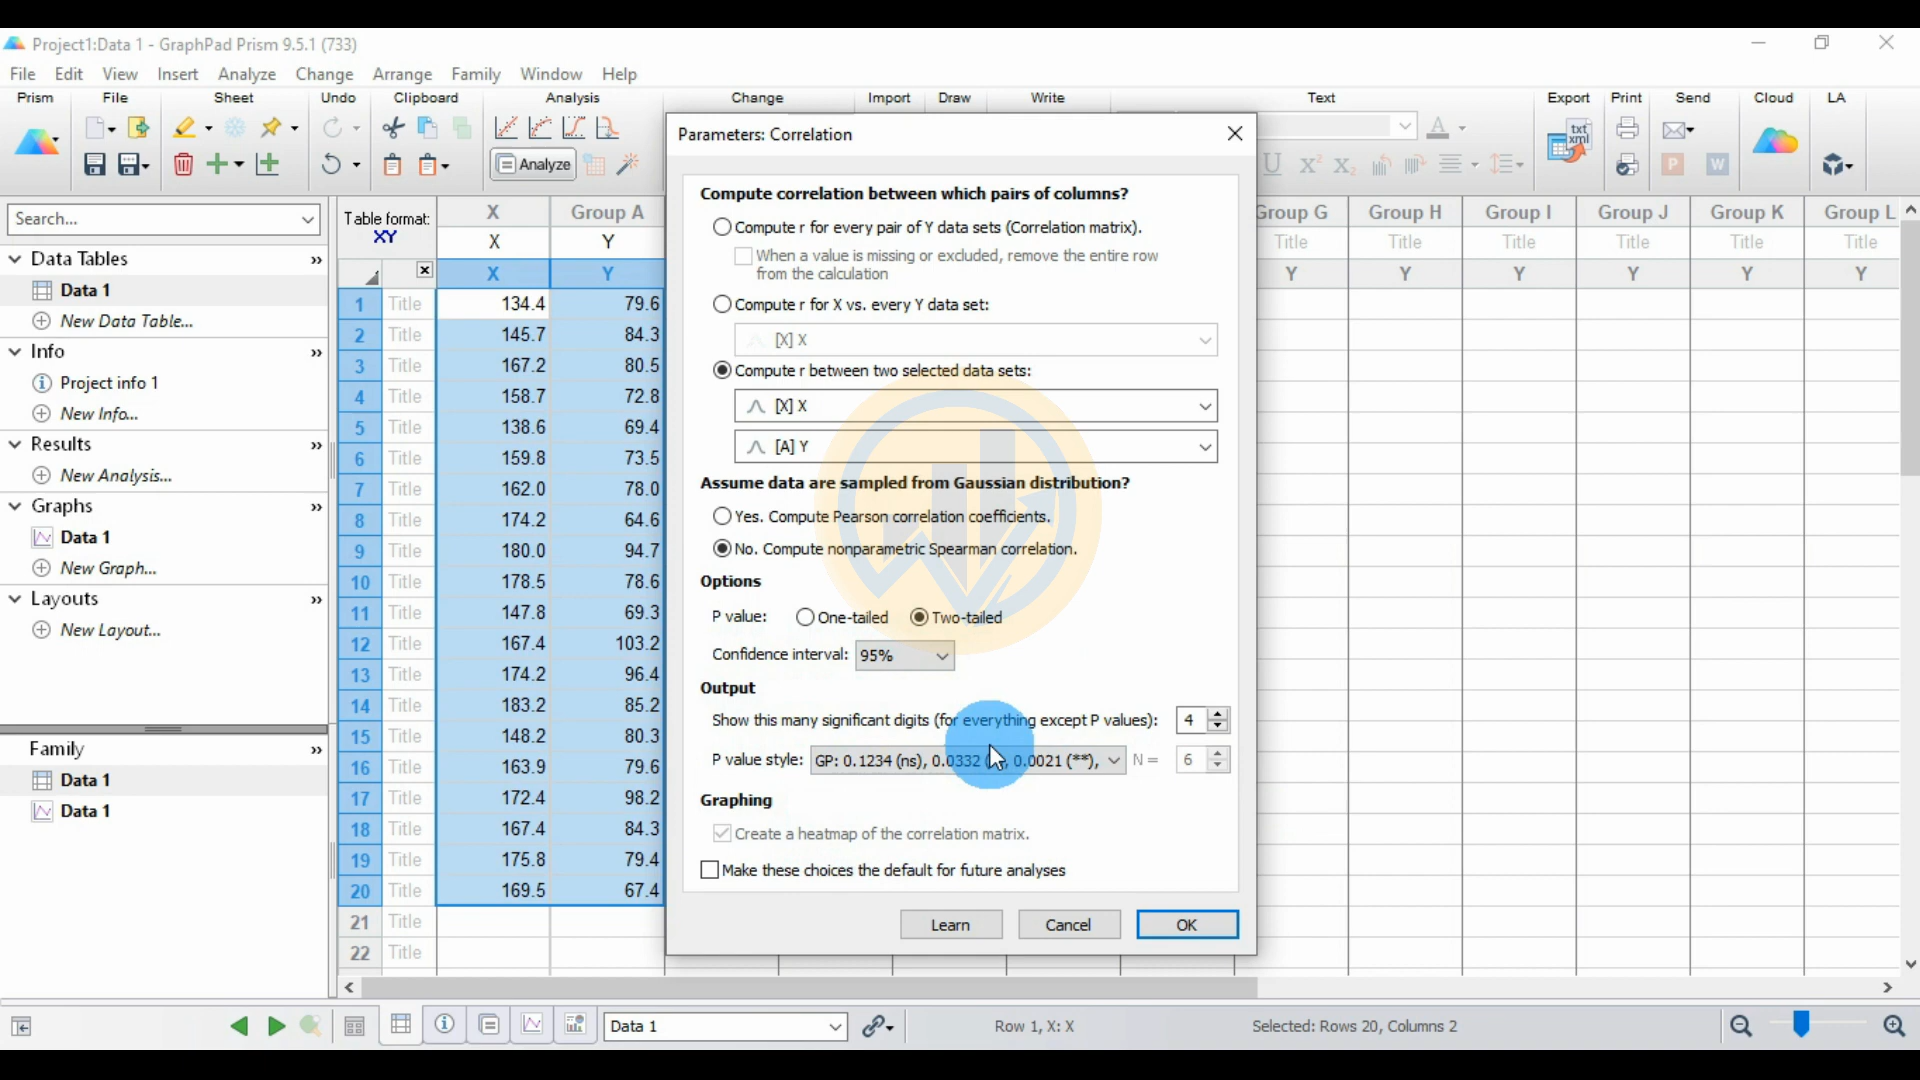 Project1:Data 1 - GraphPad Prism 9.5.1 (733)
File Edit View Insert Analyze Change Arrange Family Window Help
Prism File Sheet Undo Clipboard Analysis Change Import Draw Write Text Export Print Send Cloud LA
Analyze
txt
xml
Search...
Data Tables
Data 1
New Data Table...
Info
Project info 1
New Info...
Results
New Analysis...
Graphs
Data 1
New Graph...
Layouts
New Layout...
Family
Data 1
Data 1
Table format:
XY
X Group A Group G Group H Group I Group J Group K Group L
X Y Title Title Title Title Title Title
X Y Y Y Y Y Y Y
1 Title 134.4 79.6
2 Title 145.7 84.3
3 Title 167.2 80.5
4 Title 158.7 72.8
5 Title 138.6 69.4
6 Title 159.8 73.5
7 Title 162.0 78.0
8 Title 174.2 64.6
9 Title 180.0 94.7
10 Title 178.5 78.6
11 Title 147.8 69.3
12 Title 167.4 103.2
13 Title 174.2 96.4
14 Title 183.2 85.2
15 Title 148.2 80.3
16 Title 163.9 79.6
17 Title 172.4 98.2
18 Title 167.4 84.3
19 Title 175.8 79.4
20 Title 169.5 67.4
21 Title
22 Title
Parameters: Correlation
Compute correlation between which pairs of columns?
Compute r for every pair of Y data sets (Correlation matrix).
When a value is missing or excluded, remove the entire row
from the calculation
Compute r for X vs. every Y data set:
[X] X
Compute r between two selected data sets:
[X] X
[A] Y
Assume data are sampled from Gaussian distribution?
Yes. Compute Pearson correlation coefficients.
No. Compute nonparametric Spearman correlation.
Options
P value: One-tailed Two-tailed
Confidence interval: 95%
Output
Show this many significant digits (for everything except P values): 4
P value style: GP: 0.1234 (ns), 0.0332 0.0021 (**), N = 6
Graphing
Create a heatmap of the correlation matrix.
Make these choices the default for future analyses
Learn Cancel OK
Data 1 Row 1, X: X Selected: Rows 20, Columns 2